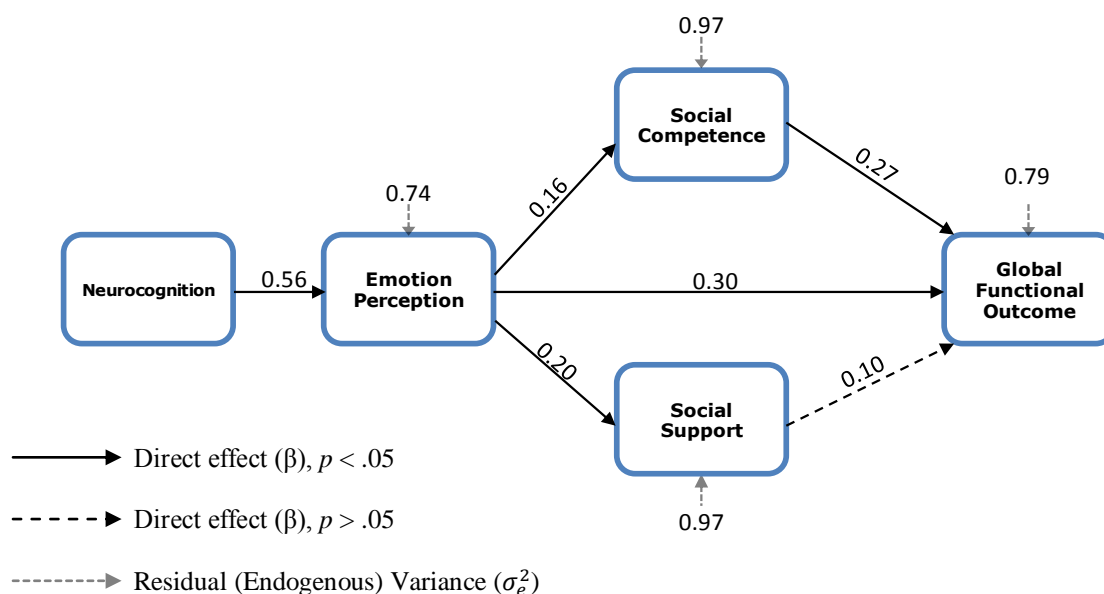 0.97
Social
Competence
0.27
0.16
0.79
0.74
Neurocognition
0.56
Emotion
Perception
0.30
Global
Functional
Outcome
0.20
0.10
Social
Support
0.97
Direct effect (β), p < .05
Direct effect (β), p > .05
Residual (Endogenous) Variance (σ²ₑ)